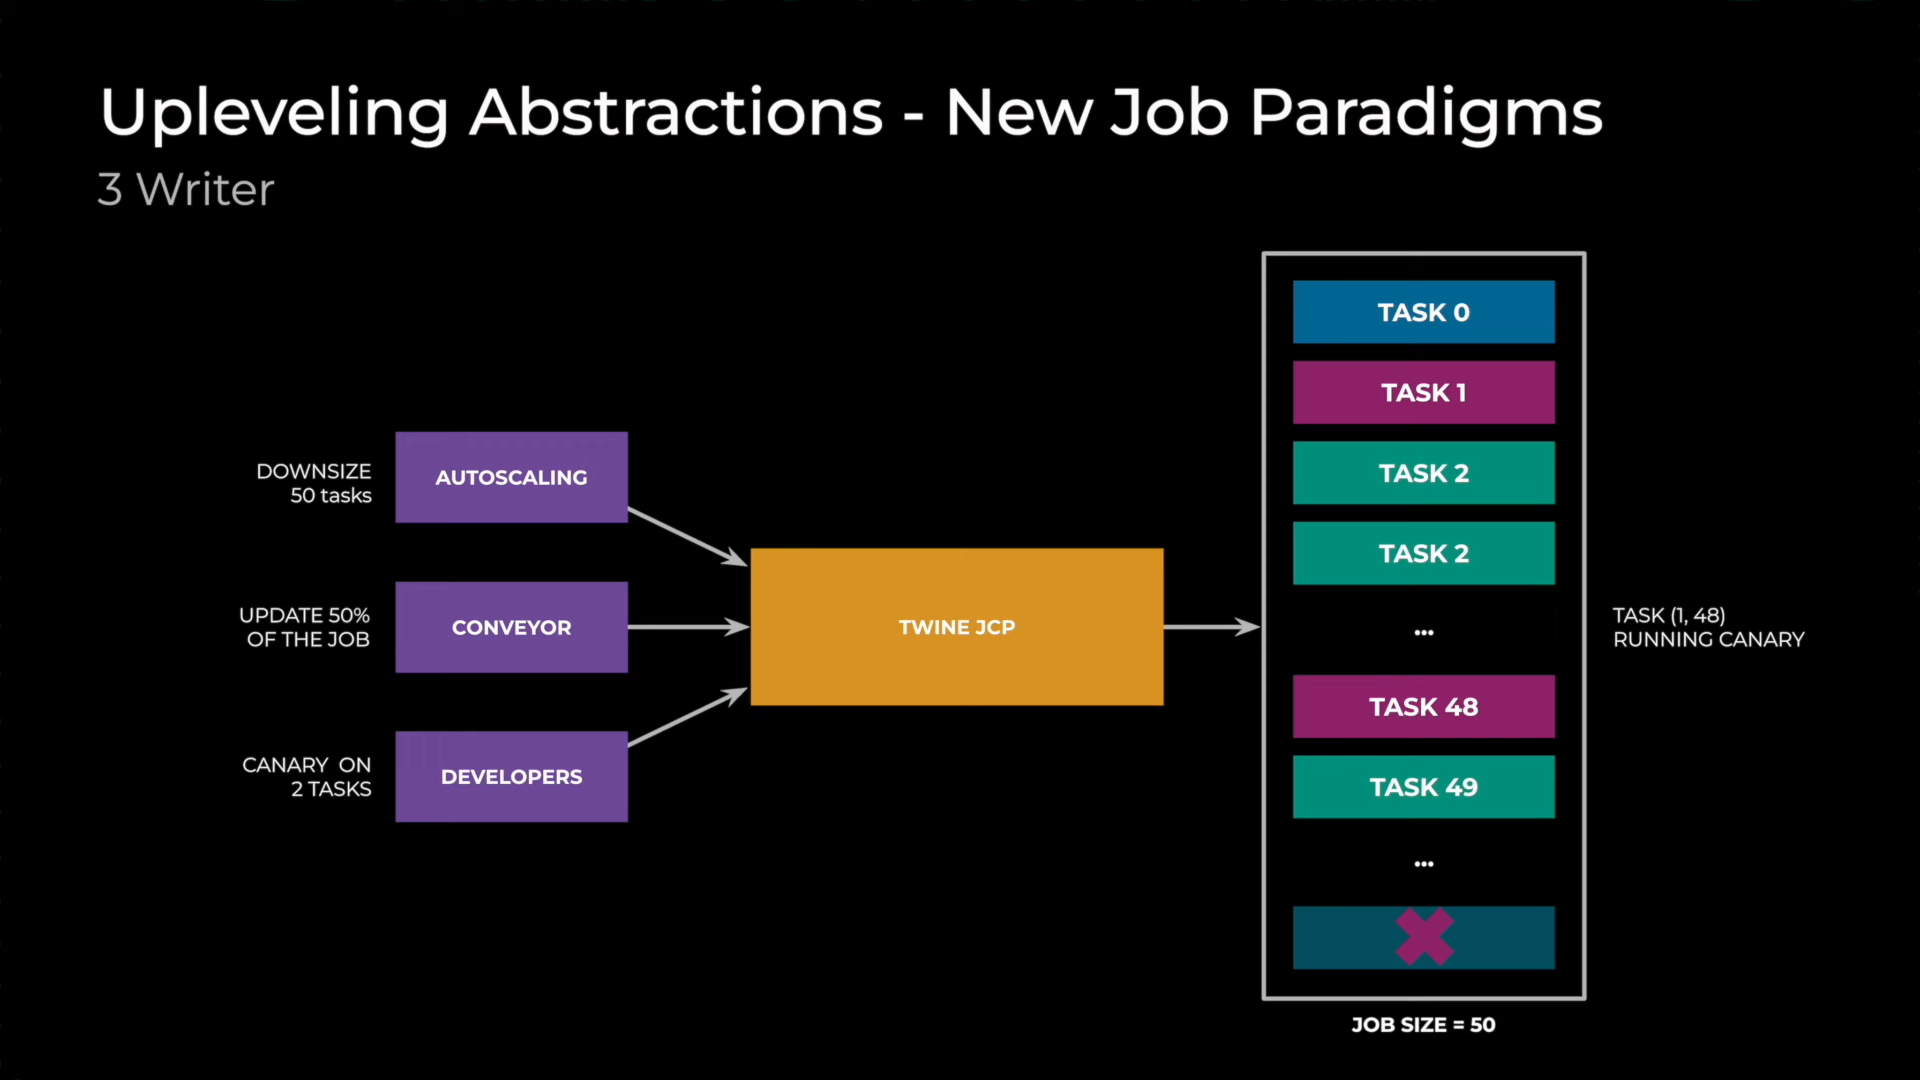 Upleveling Abstractions - New Job Paradigms
3 Writer
DOWNSIZE
50 tasks
AUTOSCALING
UPDATE 50%
OF THE JOB
CONVEYOR
CANARY ON
2 TASKS
DEVELOPERS
TWINE JCP
TASK 0
TASK 1
TASK 2
TASK 2
...
TASK 48
TASK 49
...
JOB SIZE = 50
TASK (1, 48)
RUNNING CANARY